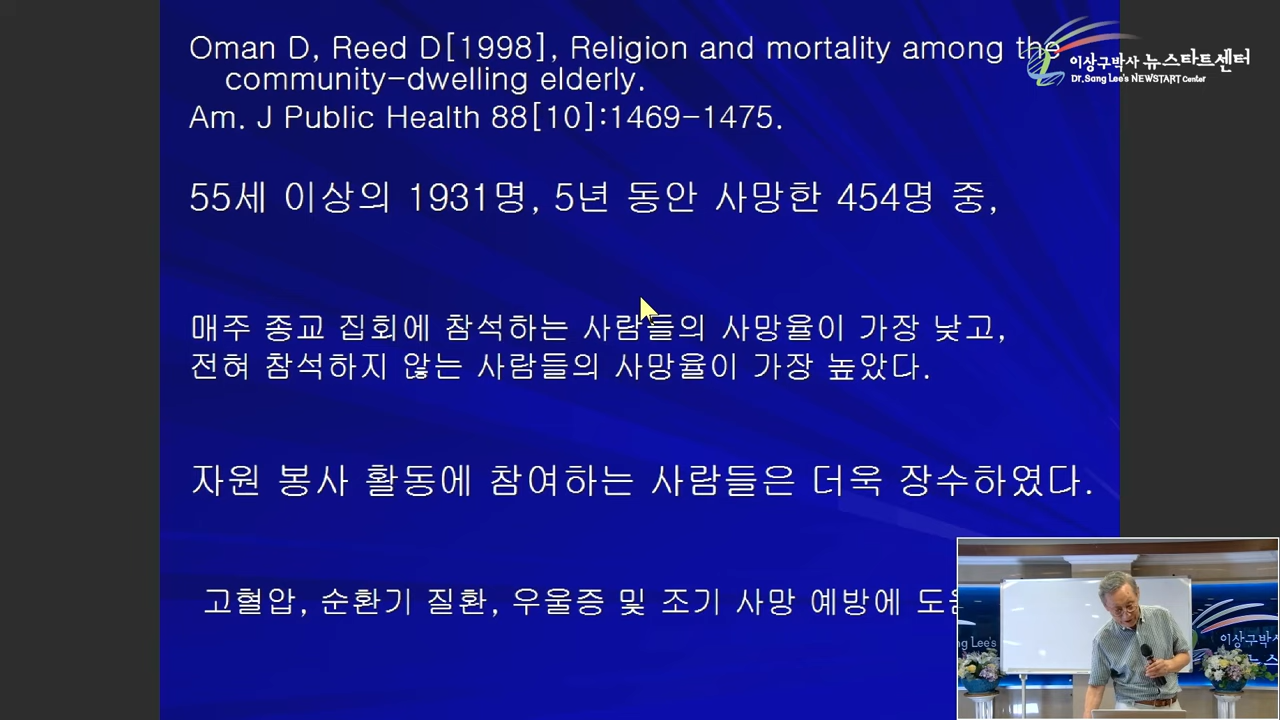 Oman D, Reed D[1998], Religion and mortality among the
community-dwelling elderly.
Am. J Public Health 88[10]:1469-1475.
이상구박사 뉴스타트센터
Dr. Sang Lee's NEWSTART Center
55세 이상의 1931명, 5년 동안 사망한 454명 중,
매주 종교 집회에 참석하는 사람들의 사망율이 가장 낮고,
전혀 참석하지 않는 사람들의 사망율이 가장 높았다.
자원 봉사 활동에 참여하는 사람들은 더욱 장수하였다.
고혈압, 순환기 질환, 우울증 및 조기 사망 예방에
ng Lee's
이상구박사